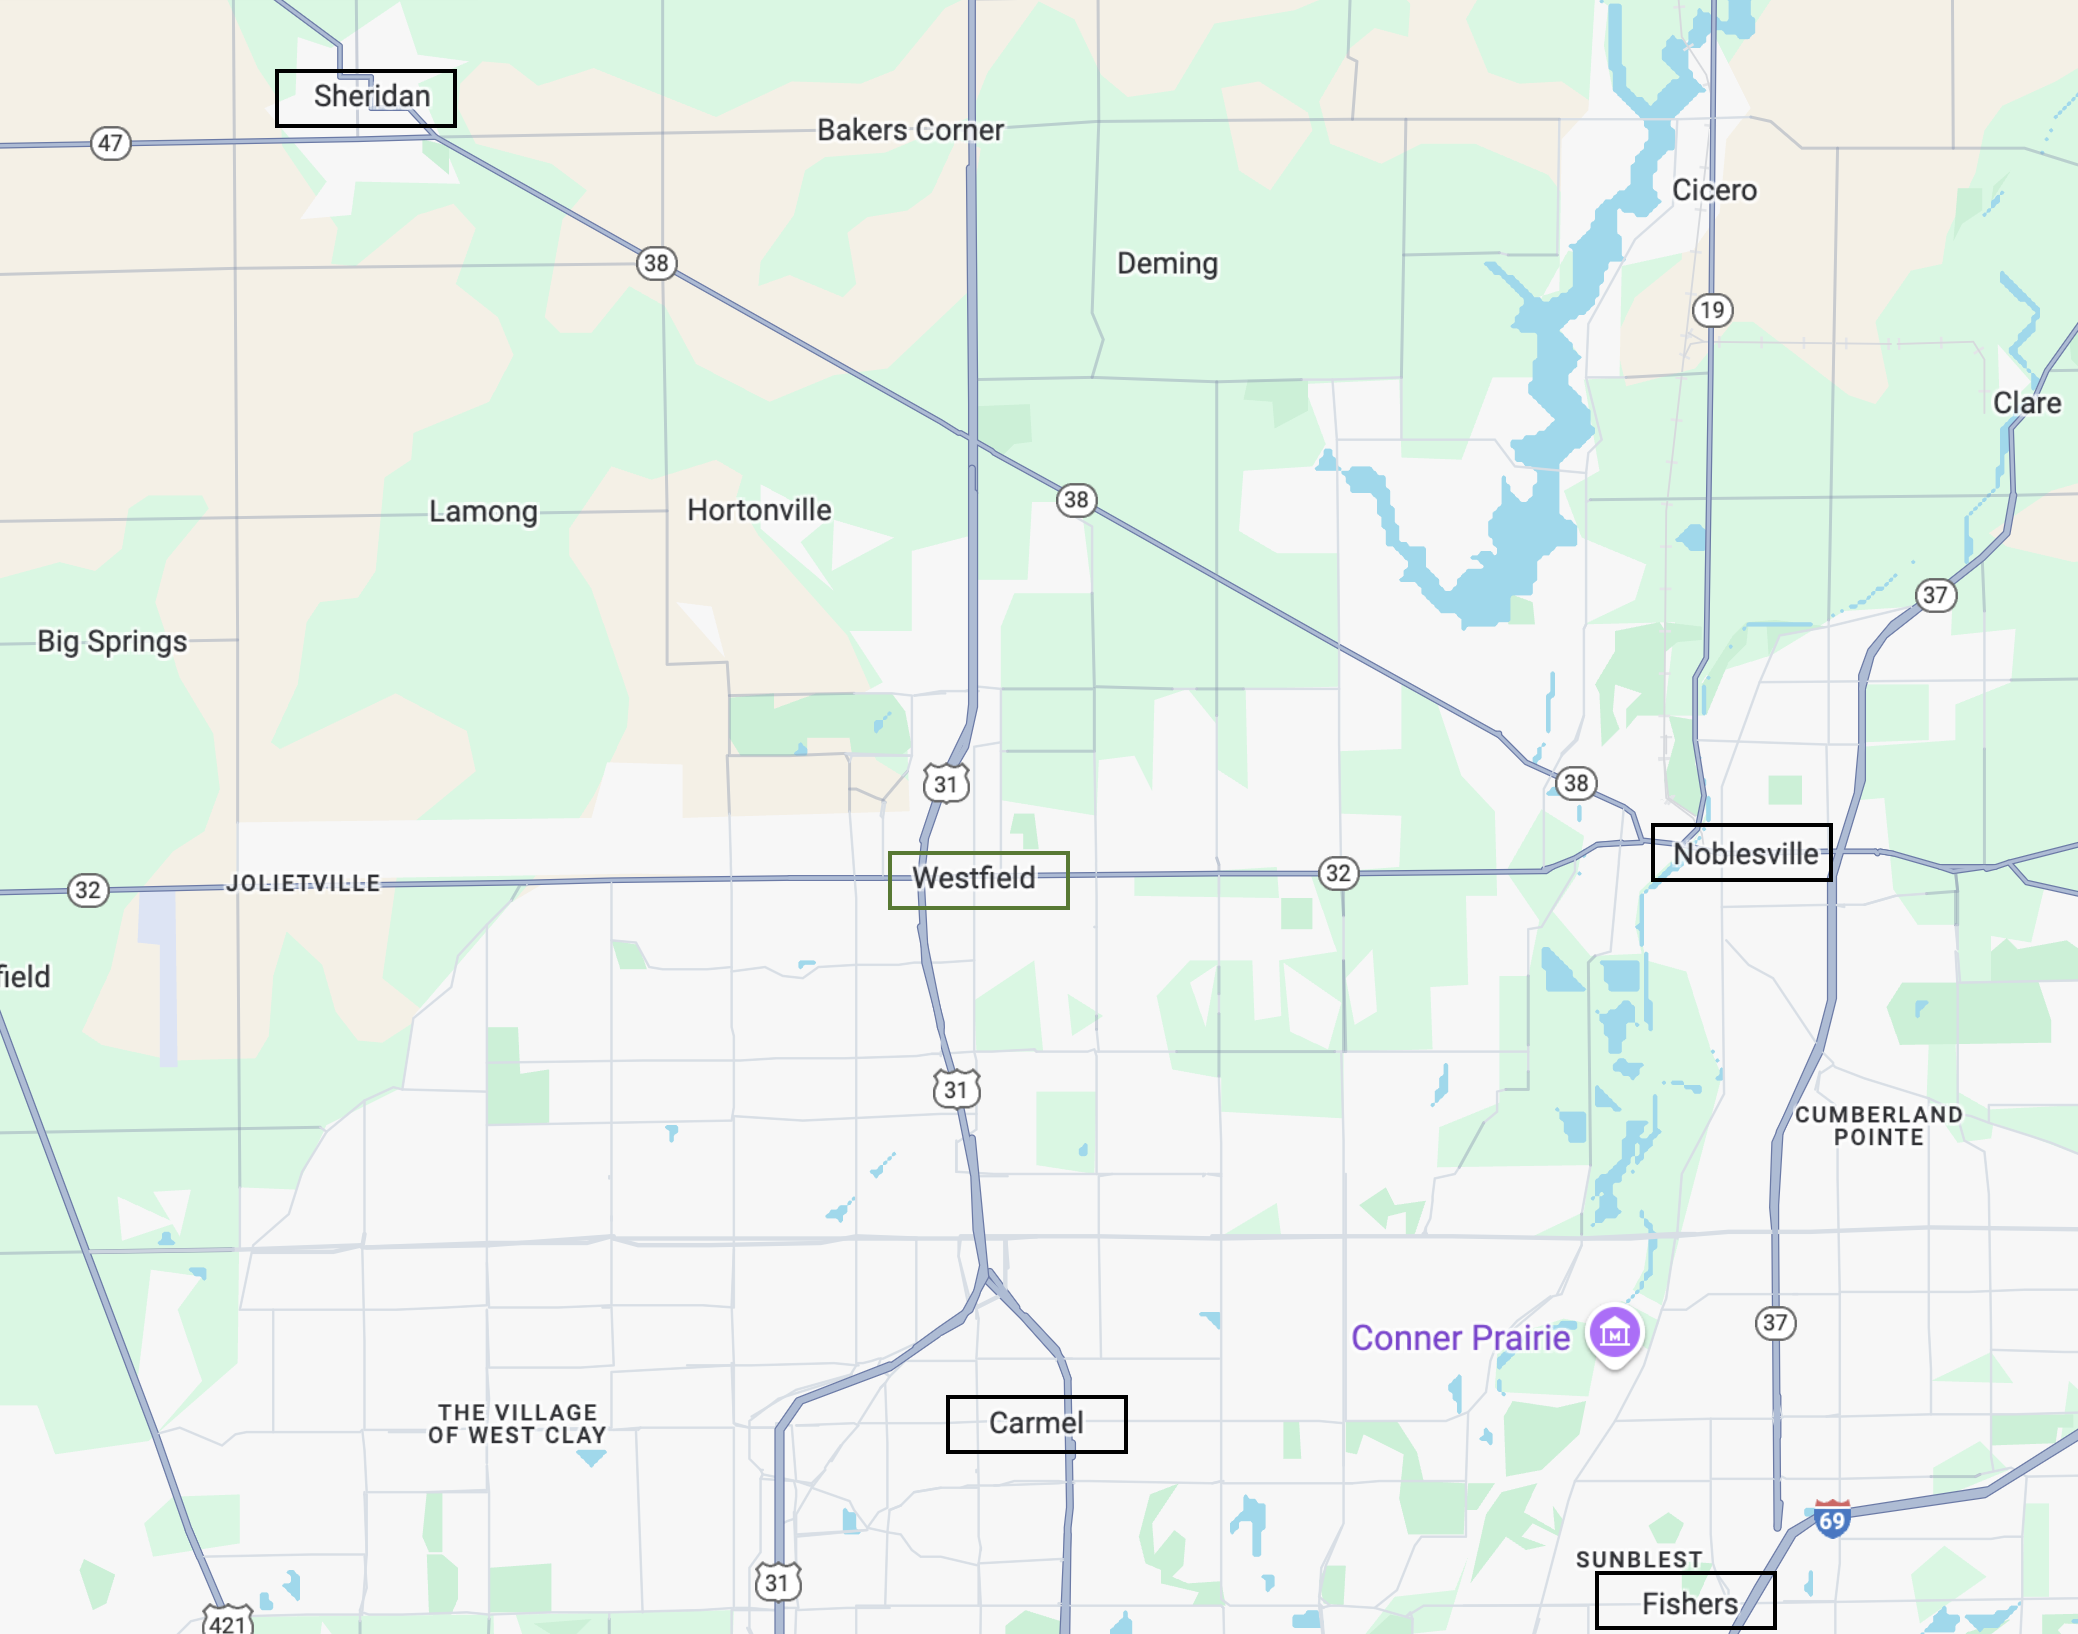 Sheridan
47
Bakers Corner
Cicero
38
Deming
19
Clare
38
Lamong
Hortonville
37
Big Springs
31
38
Noblesville
32
JOLIETVILLE
Westfield
32
field
31
CUMBERLAND
POINTE
Conner Prairie
M
37
THE VILLAGE
OF WEST CLAY
Carmel
69
SUNBLEST
31
Fishers
421